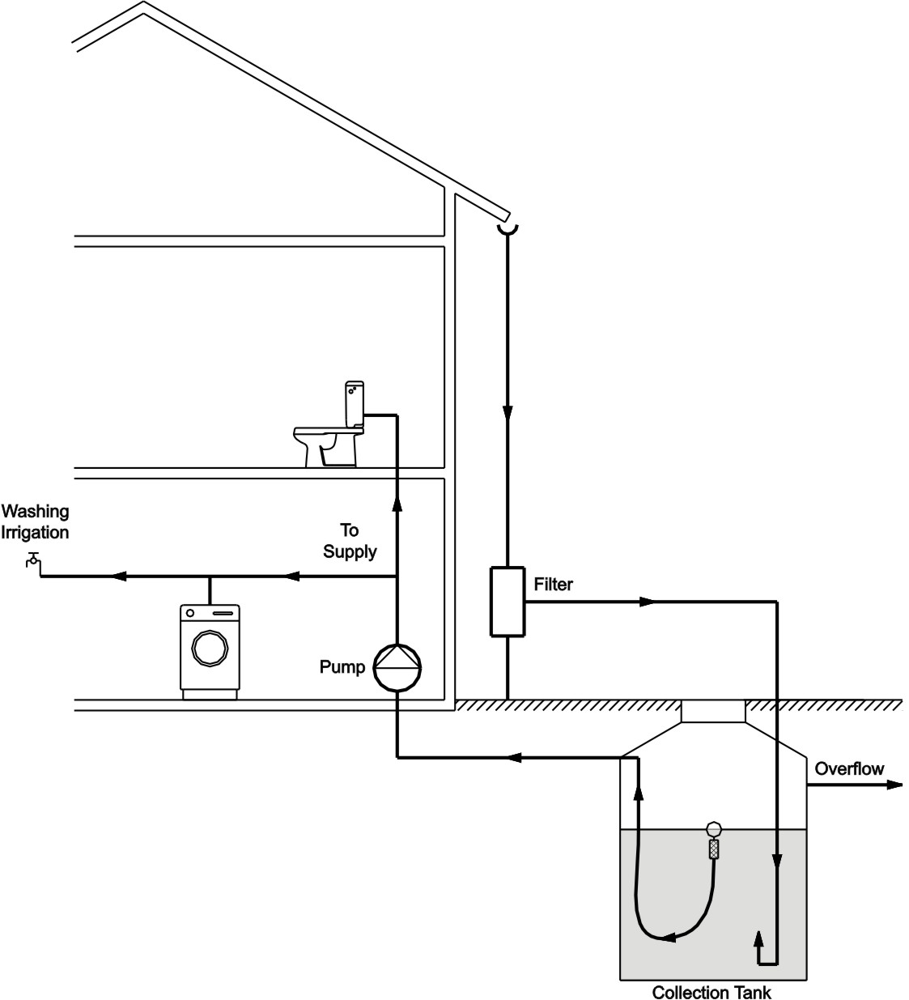 Washing
Irrigation
To
Supply
Filter
Pump
Overflow
Collection Tank